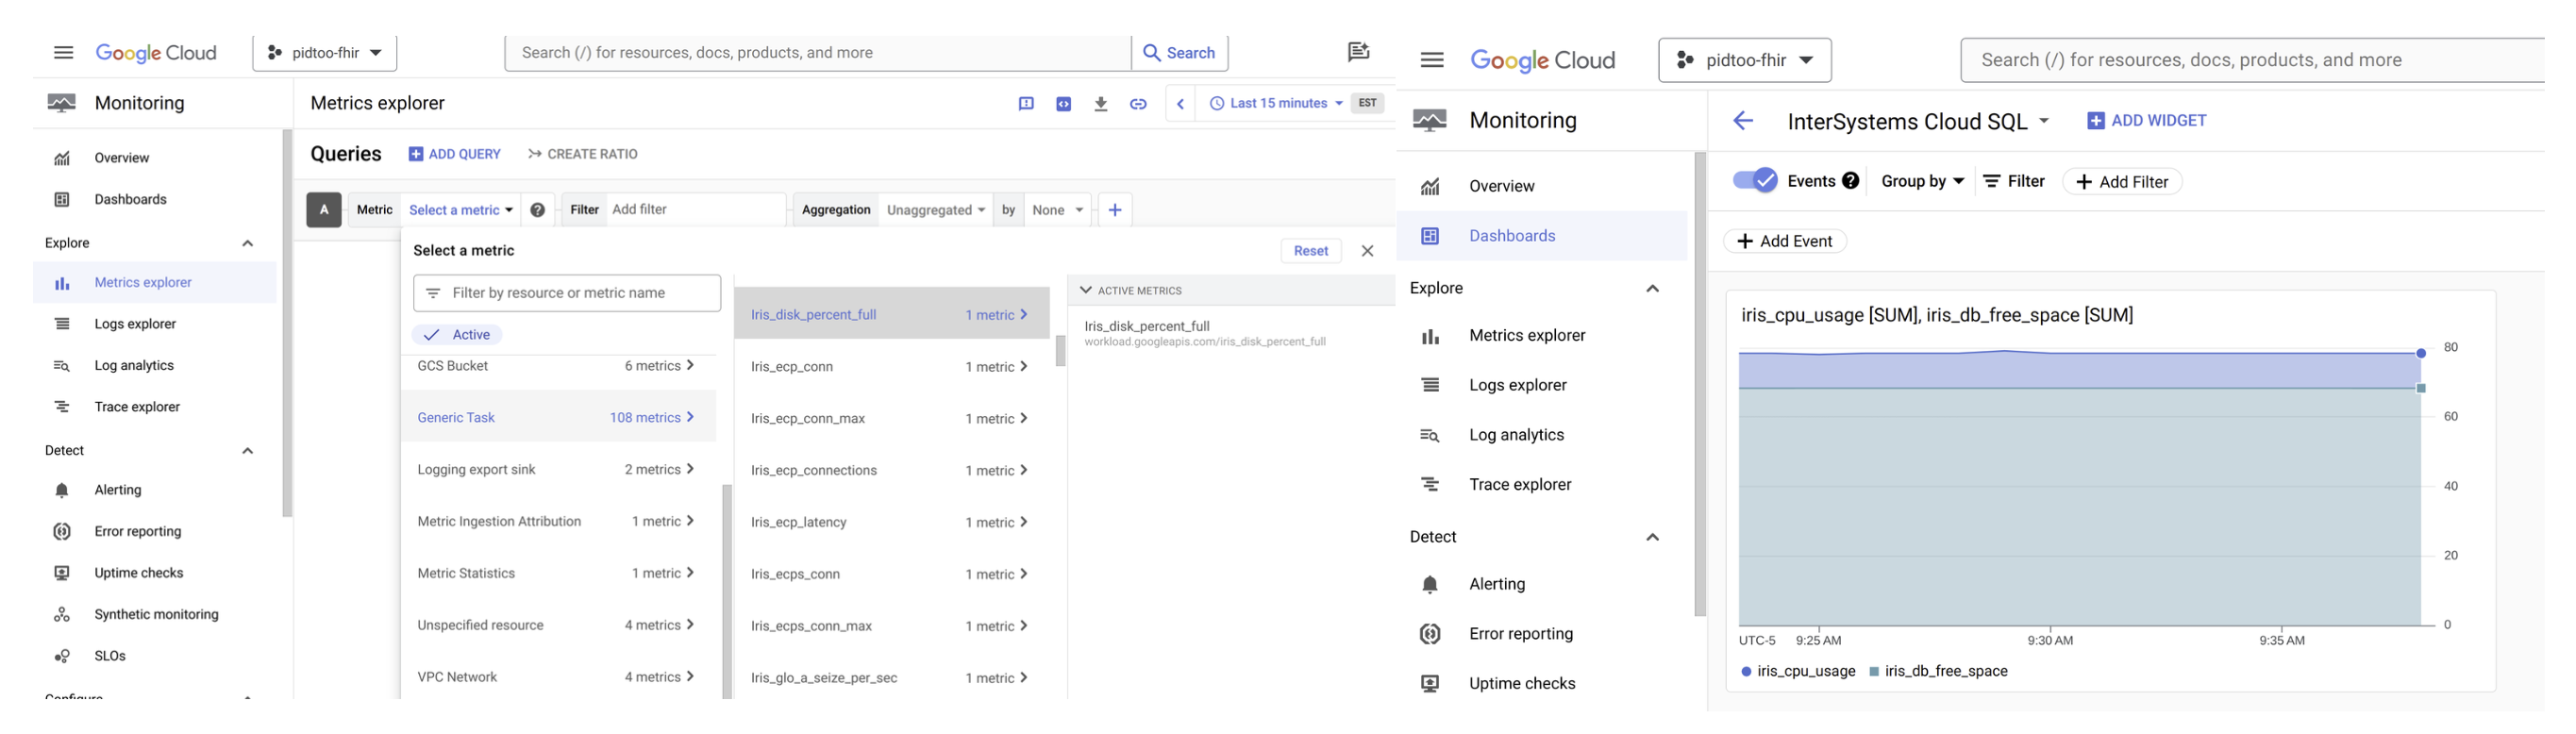 Google Cloud
pidtoo-fhir
Search (/) for resources, docs, products, and more
Search
Monitoring
Overview
Dashboards
Explore
Metrics explorer
Logs explorer
Log analytics
Trace explorer
Detect
Alerting
Error reporting
Uptime checks
Synthetic monitoring
SLOs
Configure
Metrics explorer
Last 15 minutes
EST
Queries
ADD QUERY
CREATE RATIO
A
Metric
Select a metric
Filter
Add filter
Aggregation
Unaggregated
by
None
Select a metric
Reset
Filter by resource or metric name
Active
GCS Bucket 6 metrics
Generic Task 108 metrics
Logging export sink 2 metrics
Metric Ingestion Attribution 1 metric
Metric Statistics 1 metric
Unspecified resource 4 metrics
VPC Network 4 metrics
Iris_disk_percent_full 1 metric
Iris_ecp_conn 1 metric
Iris_ecp_conn_max 1 metric
Iris_ecp_connections 1 metric
Iris_ecp_latency 1 metric
Iris_ecps_conn 1 metric
Iris_ecps_conn_max 1 metric
Iris_glo_a_seize_per_sec 1 metric
ACTIVE METRICS
Iris_disk_percent_full
workload.googleapis.com/iris_disk_percent_full
Google Cloud
pidtoo-fhir
Search (/) for resources, docs, products, and more
Monitoring
Overview
Dashboards
Explore
Metrics explorer
Logs explorer
Log analytics
Trace explorer
Detect
Alerting
Error reporting
Uptime checks
InterSystems Cloud SQL
ADD WIDGET
Events
Group by
Filter
Add Filter
Add Event
iris_cpu_usage [SUM], iris_db_free_space [SUM]
80
60
40
20
0
UTC-5 9:25 AM 9:30 AM 9:35 AM
iris_cpu_usage iris_db_free_space